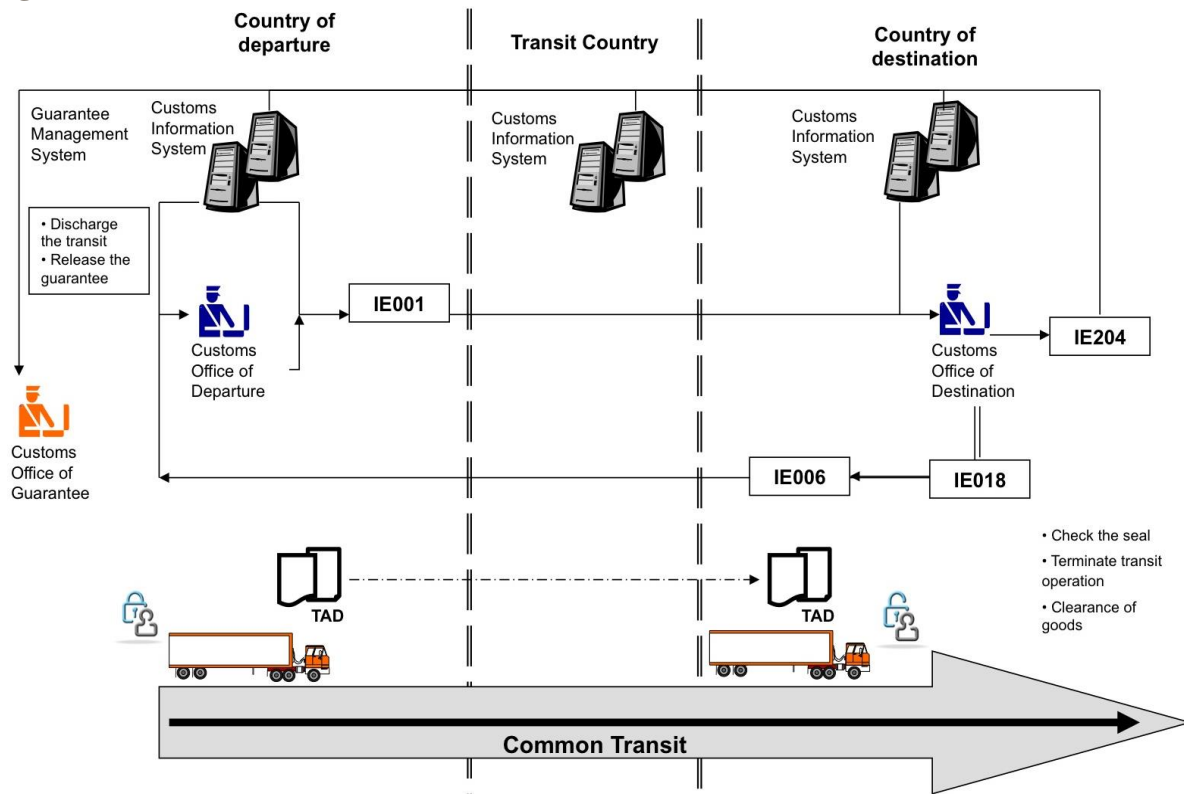 Country of
departure
Transit Country
Country of
destination
Guarantee
Management
System
Customs
Information
System
Customs
Information
System
Customs
Information
System
• Discharge
the transit
• Release the
guarantee
IE001
IE204
Customs
Office of
Departure
Customs
Office of
Destination
Customs
Office of
Guarantee
IE006
IE018
• Check the seal
• Terminate transit
operation
• Clearance of
goods
TAD
TAD
Common Transit